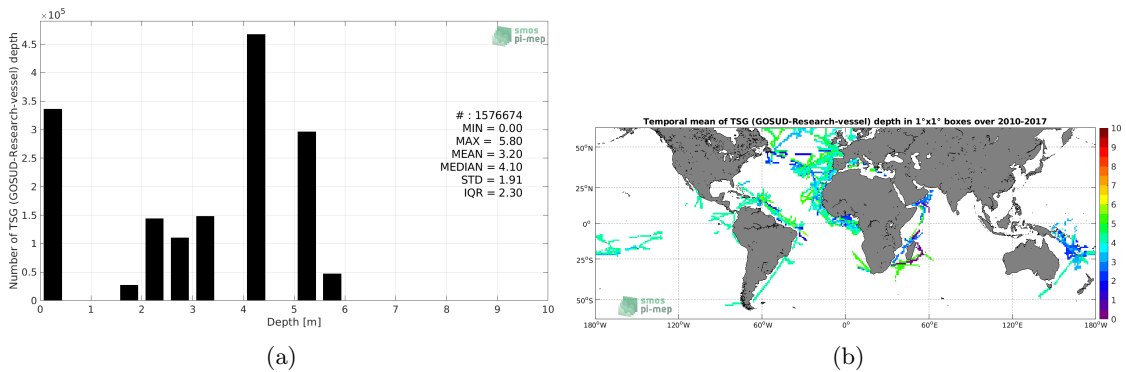 ×10⁵
smos
pi-mep
4.5
4
3.5
3
2.5
2
1.5
1
0.5
0
Number of TSG (GOSUD-Research-vessel) depth
# : 1576674
MIN = 0.00
MAX = 5.80
MEAN = 3.20
MEDIAN = 4.10
STD = 1.91
IQR = 2.30
0 1 2 3 4 5 6 7 8 9 10
Depth [m]
(a)
Temporal mean of TSG (GOSUD-Research-vessel) depth in 1°x1° boxes over 2010-2017
50°N
25°N
0°
25°S
50°S
180°W 120°W 60°W 0° 60°E 120°E 180°W
smos
pi-mep
10
9
8
7
6
5
4
3
2
1
0
(b)